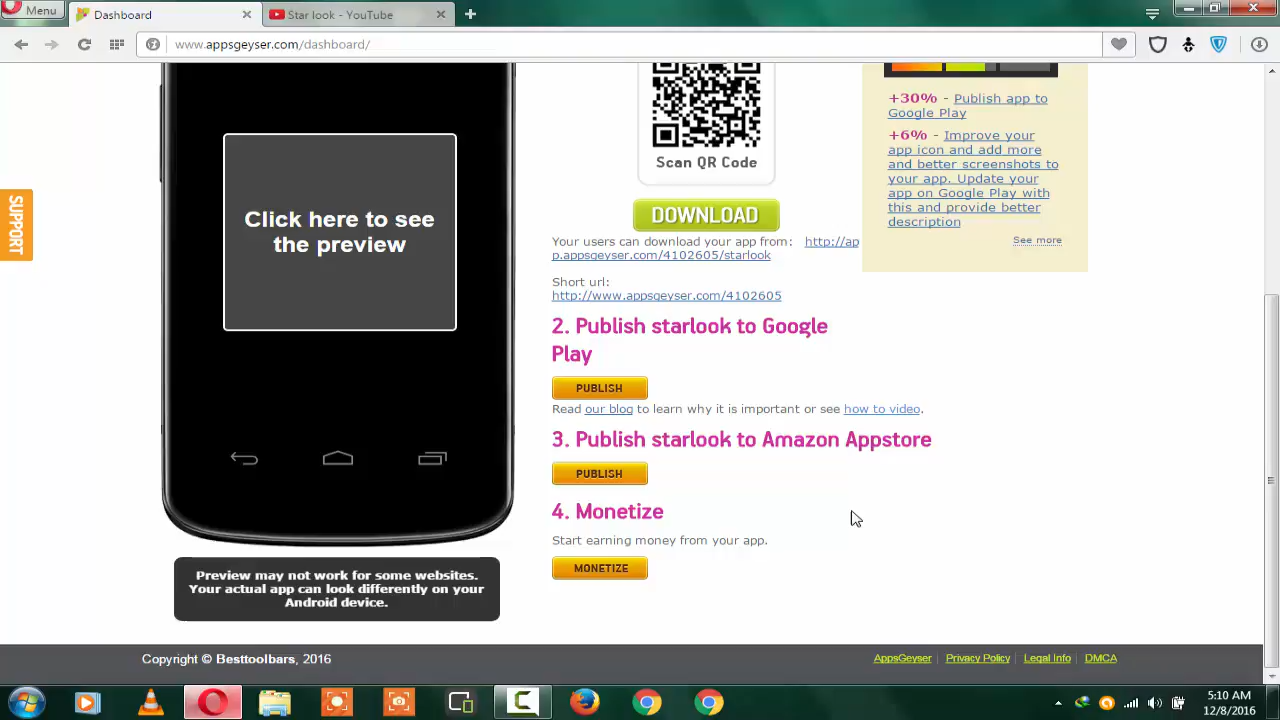 Menu
Dashboard
Star look - YouTube
www.appsgeyser.com/dashboard/
SUPPORT
Click here to see
the preview
Preview may not work for some websites.
Your actual app can look differently on your
Android device.
Scan QR Code
DOWNLOAD
Your users can download your app from: http://ap
p.appsgeyser.com/4102605/starlook
Short url:
http://www.appsgeyser.com/4102605
2. Publish starlook to Google
Play
PUBLISH
Read our blog to learn why it is important or see how to video.
3. Publish starlook to Amazon Appstore
PUBLISH
4. Monetize
Start earning money from your app.
MONETIZE
+30% - Publish app to
Google Play
+6% - Improve your
app icon and add more
and better screenshots to
your app. Update your
app on Google Play with
this and provide better
description
See more
Copyright © Besttoolbars, 2016
AppsGeyser
Privacy Policy
Legal Info
DMCA
5:10 AM
12/8/2016